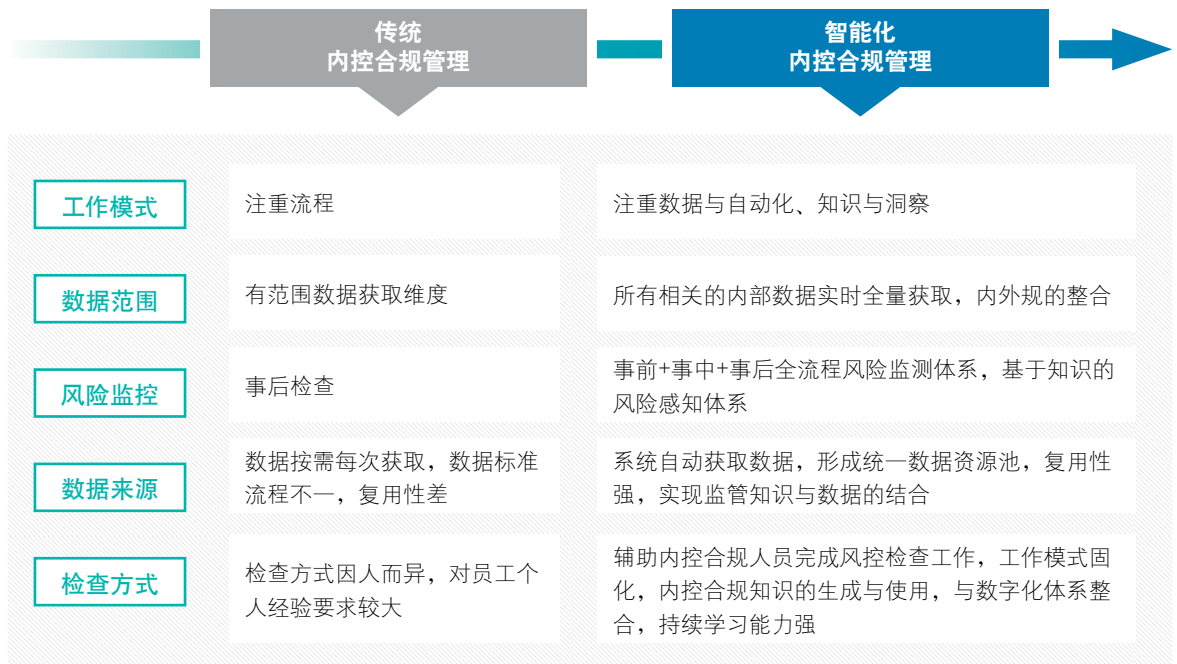 传统
内控合规管理
智能化
内控合规管理
工作模式
注重流程
注重数据与自动化、知识与洞察
数据范围
有范围数据获取维度
所有相关的内部数据实时全量获取，内外规的整合
风险监控
事后检查
事前+事中+事后全流程风险监测体系，基于知识的
风险感知体系
数据来源
数据按需每次获取，数据标准
流程不一，复用性差
系统自动获取数据，形成统一数据资源池，复用性
强，实现监管知识与数据的结合
检查方式
检查方式因人而异，对员工个
人经验要求较大
辅助内控合规人员完成风控检查工作，工作模式固
化，内控合规知识的生成与使用，与数字化体系整
合，持续学习能力强